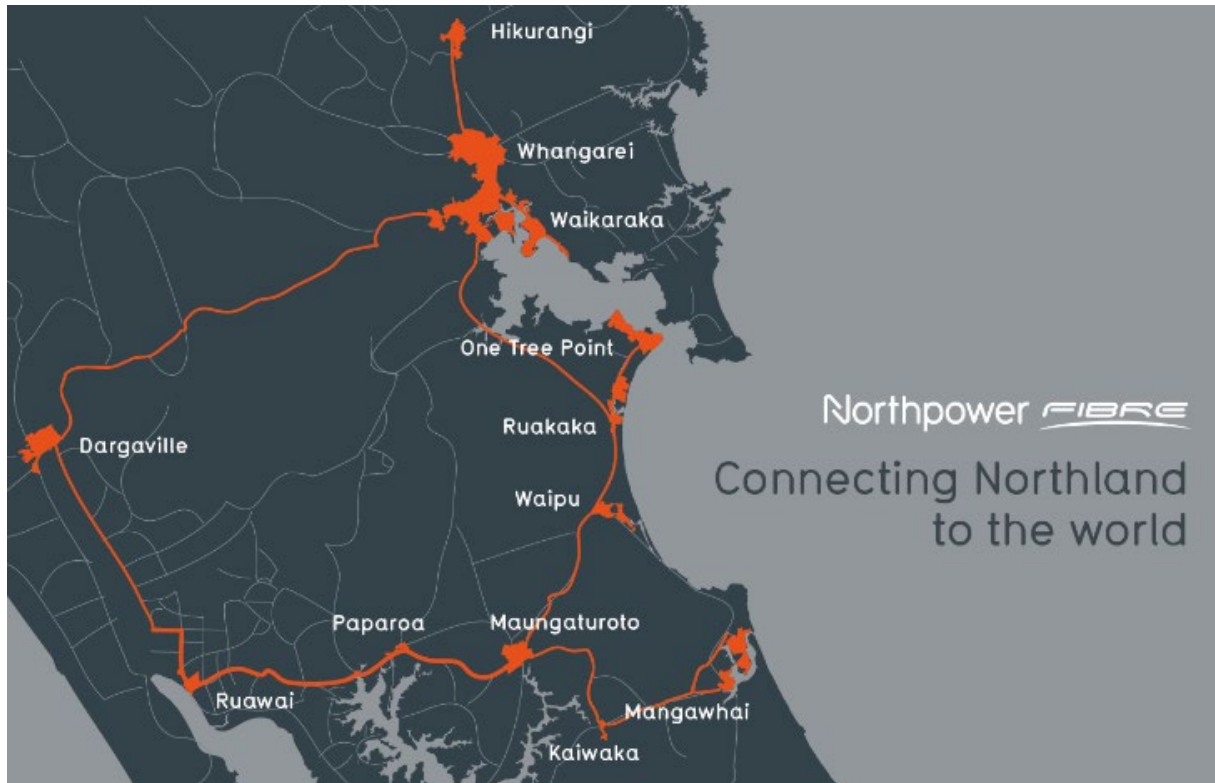 Hikurangi
Whangarei
Waikaraka
One Tree Point
Ruakaka
Dargaville
Waipu
Paparoa
Maungaturoto
Ruawai
Mangawhai
Kaiwaka
Northpower FIBRE
Connecting Northland
to the world